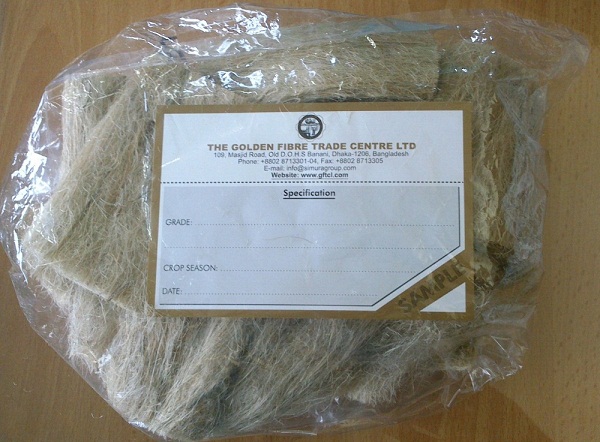 THE GOLDEN FIBRE TRADE CENTRE LTD
109, Masjid Road, Old D.O.H.S Banani, Dhaka-1206, Bangladesh
Phone: +8802 8713301-04, Fax: +8802 8713305
E-mail: info@simuragroup.com
Website: www.gftcl.com
Specification
GRADE:
CROP SEASON:
DATE:
SAMPLE